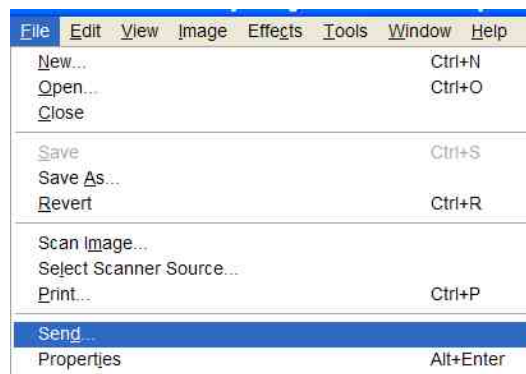 File Edit View Image Effects Tools Window Help
New... Ctrl+N
Open... Ctrl+O
Close
Save Ctrl+S
Save As...
Revert Ctrl+R
Scan Image...
Select Scanner Source...
Print... Ctrl+P
Send...
Properties Alt+Enter